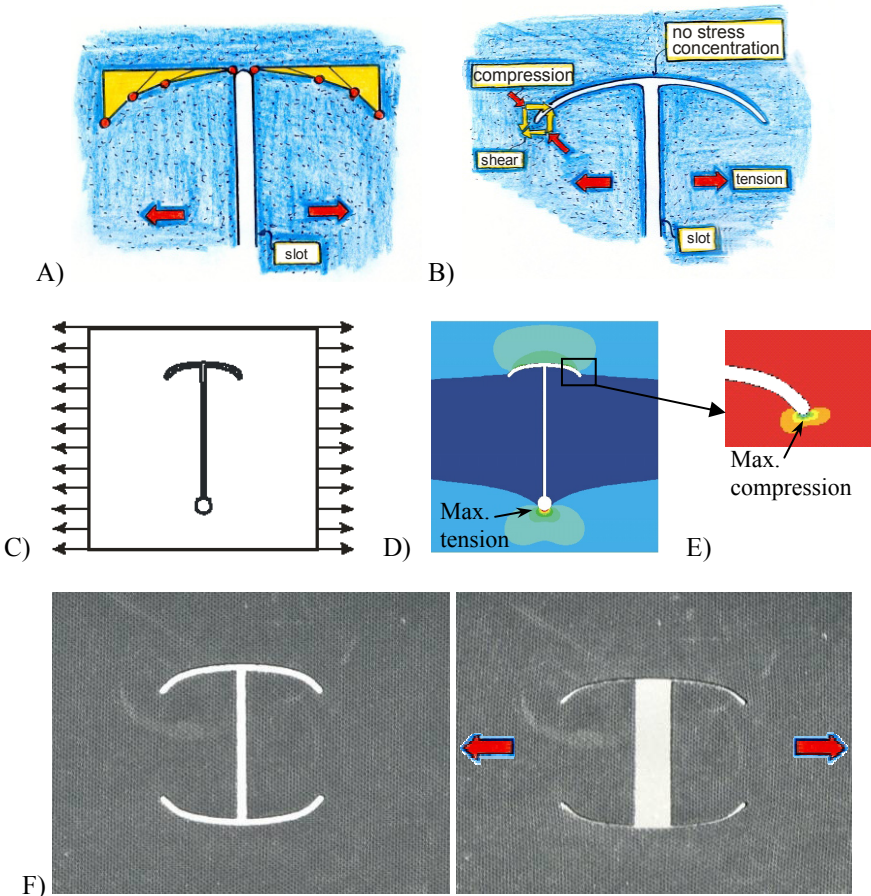 slot
A)
no stress
concentration
compression
shear
tension
slot
B)
C)
Max.
tension
D)
Max.
compression
E)
F)